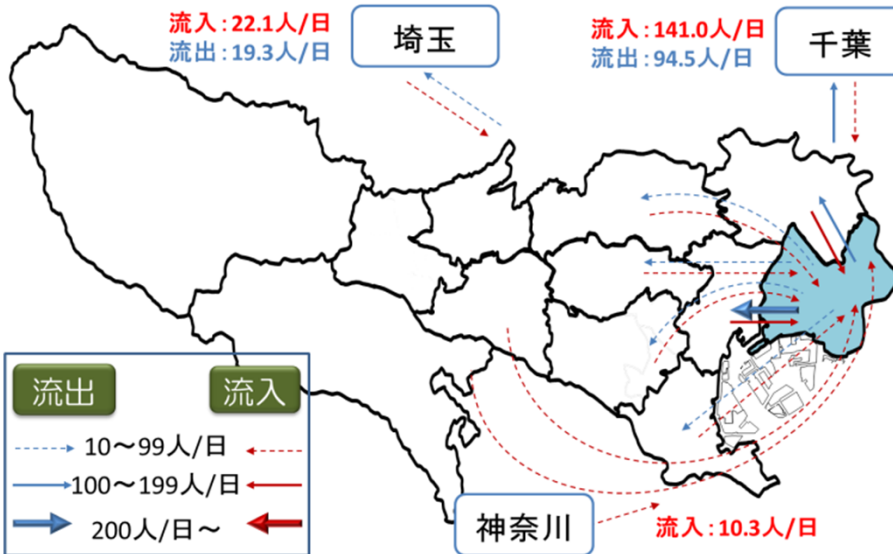 流入：22.1人/日
流出：19.3人/日
埼玉
流入：141.0人/日
流出：94.5人/日
千葉
流出
流入
10～99人/日
100～199人/日
200人/日～
神奈川
流入：10.3人/日